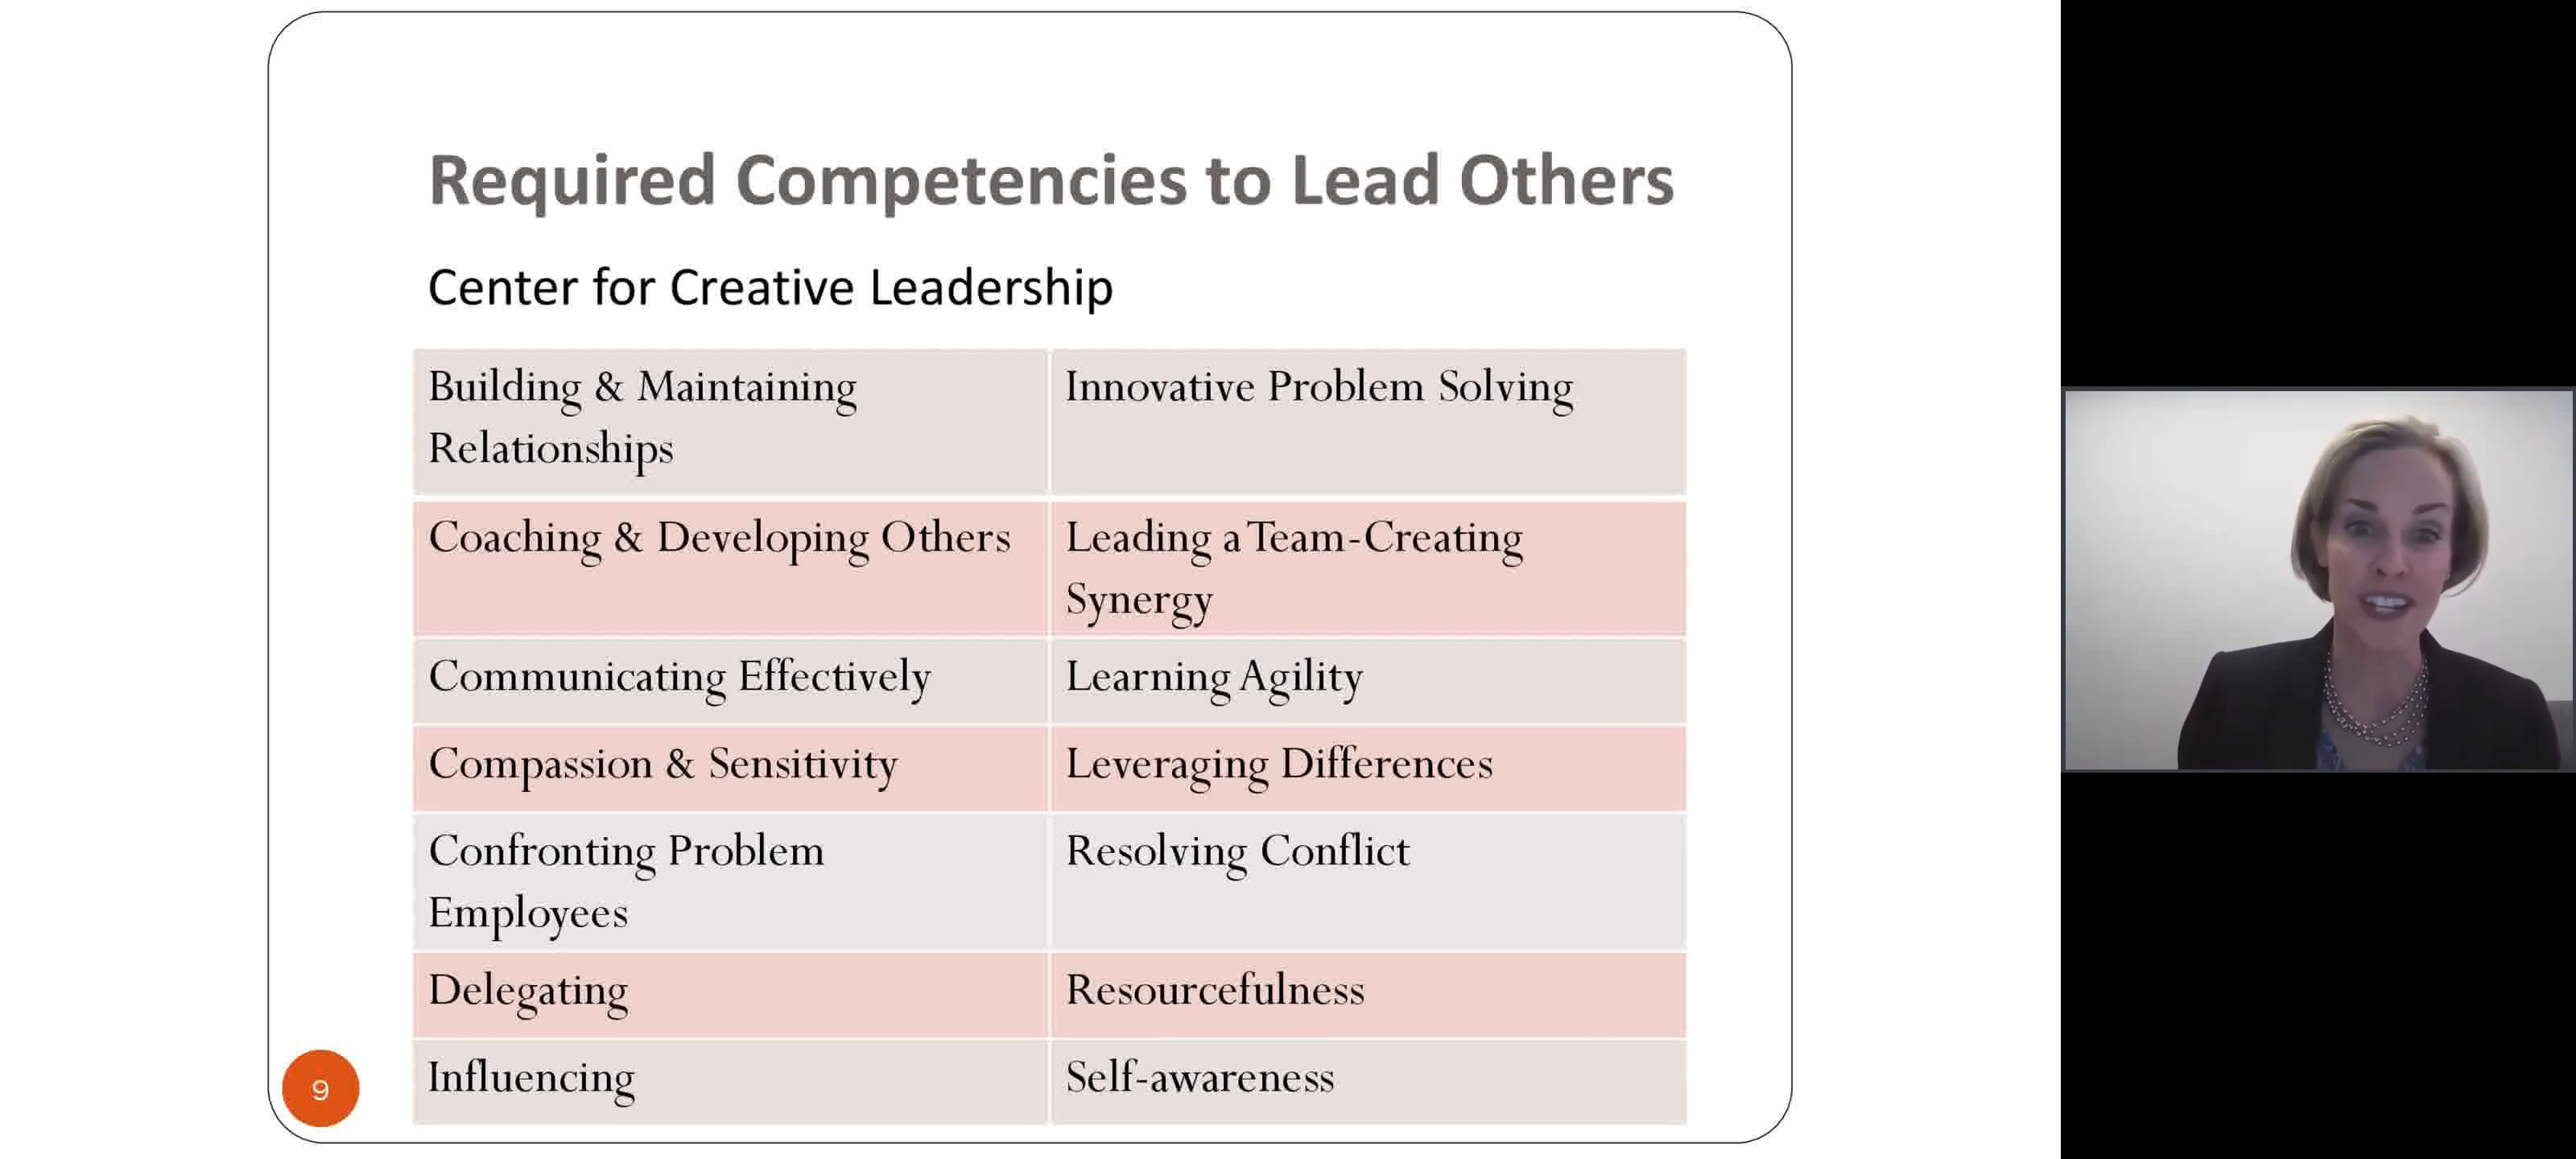 Required Competencies to Lead Others
Center for Creative Leadership
Building & Maintaining
Relationships
Innovative Problem Solving
Coaching & Developing Others
Leading a Team-Creating
Synergy
Communicating Effectively
Learning Agility
Compassion & Sensitivity
Leveraging Differences
Confronting Problem
Employees
Resolving Conflict
Delegating
Resourcefulness
Influencing
Self-awareness
9